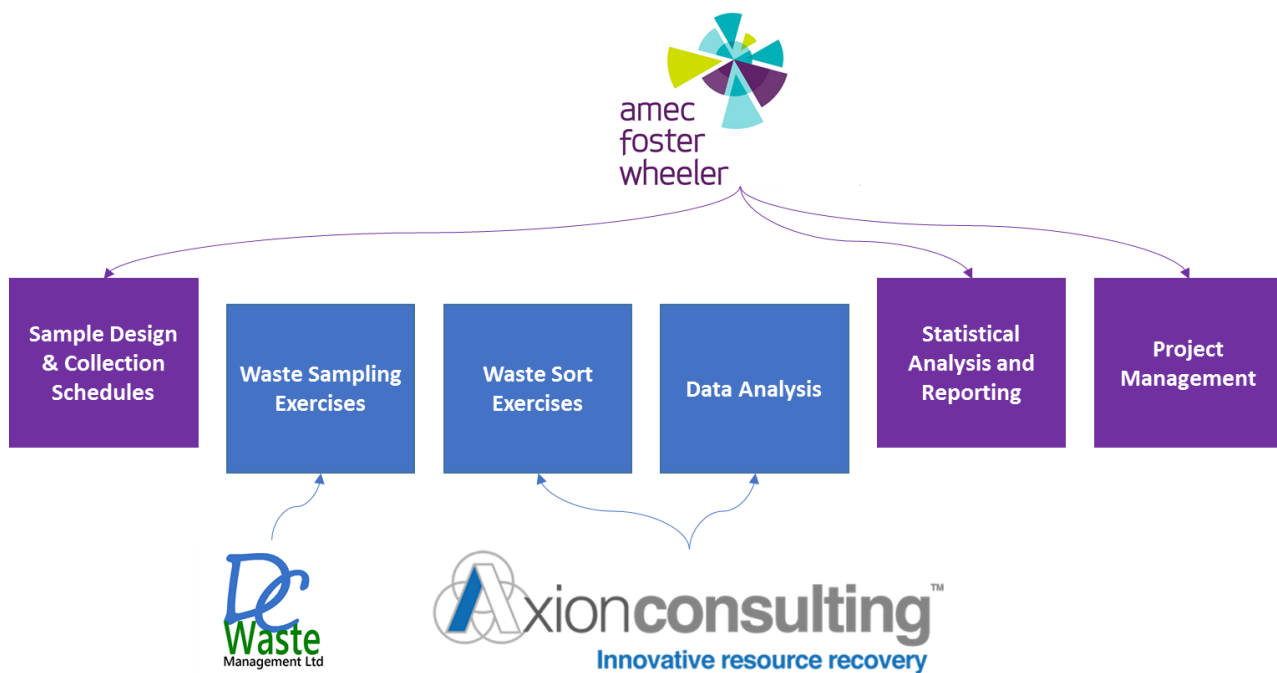 amec
foster
wheeler
Sample Design
& Collection
Schedules
Waste Sampling
Exercises
Waste Sort
Exercises
Data Analysis
Statistical
Analysis and
Reporting
Project
Management
DC
Waste
Management Ltd
Axionconsulting™
Innovative resource recovery